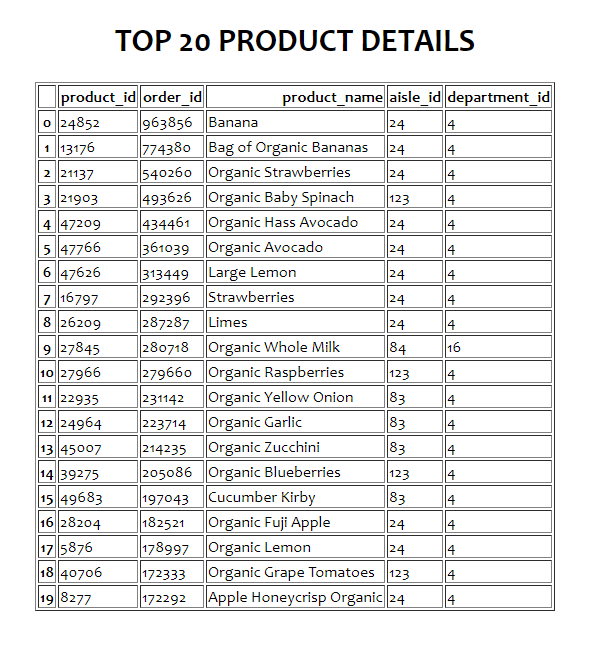 TOP 20 PRODUCT DETAILS
product_id order_id product_name aisle_id department_id
0 24852 963856 Banana 24 4
1 13176 774380 Bag of Organic Bananas 24 4
2 21137 540260 Organic Strawberries 24 4
3 21903 493626 Organic Baby Spinach 123 4
4 47209 434461 Organic Hass Avocado 24 4
5 47766 361039 Organic Avocado 24 4
6 47626 313449 Large Lemon 24 4
7 16797 292396 Strawberries 24 4
8 26209 287287 Limes 24 4
9 27845 280718 Organic Whole Milk 84 16
10 27966 279660 Organic Raspberries 123 4
11 22935 231142 Organic Yellow Onion 83 4
12 24964 223714 Organic Garlic 83 4
13 45007 214235 Organic Zucchini 83 4
14 39275 205086 Organic Blueberries 123 4
15 49683 197043 Cucumber Kirby 83 4
16 28204 182521 Organic Fuji Apple 24 4
17 5876 178997 Organic Lemon 24 4
18 40706 172333 Organic Grape Tomatoes 123 4
19 8277 172292 Apple Honeycrisp Organic 24 4